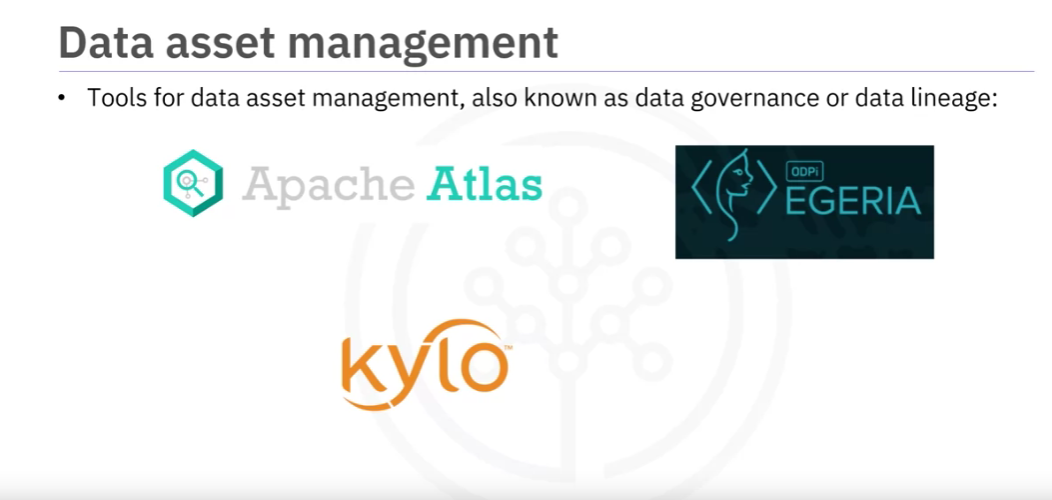 Data asset management
• Tools for data asset management, also known as data governance or data lineage:
Apache Atlas
ODPi
EGERIA
kylo™